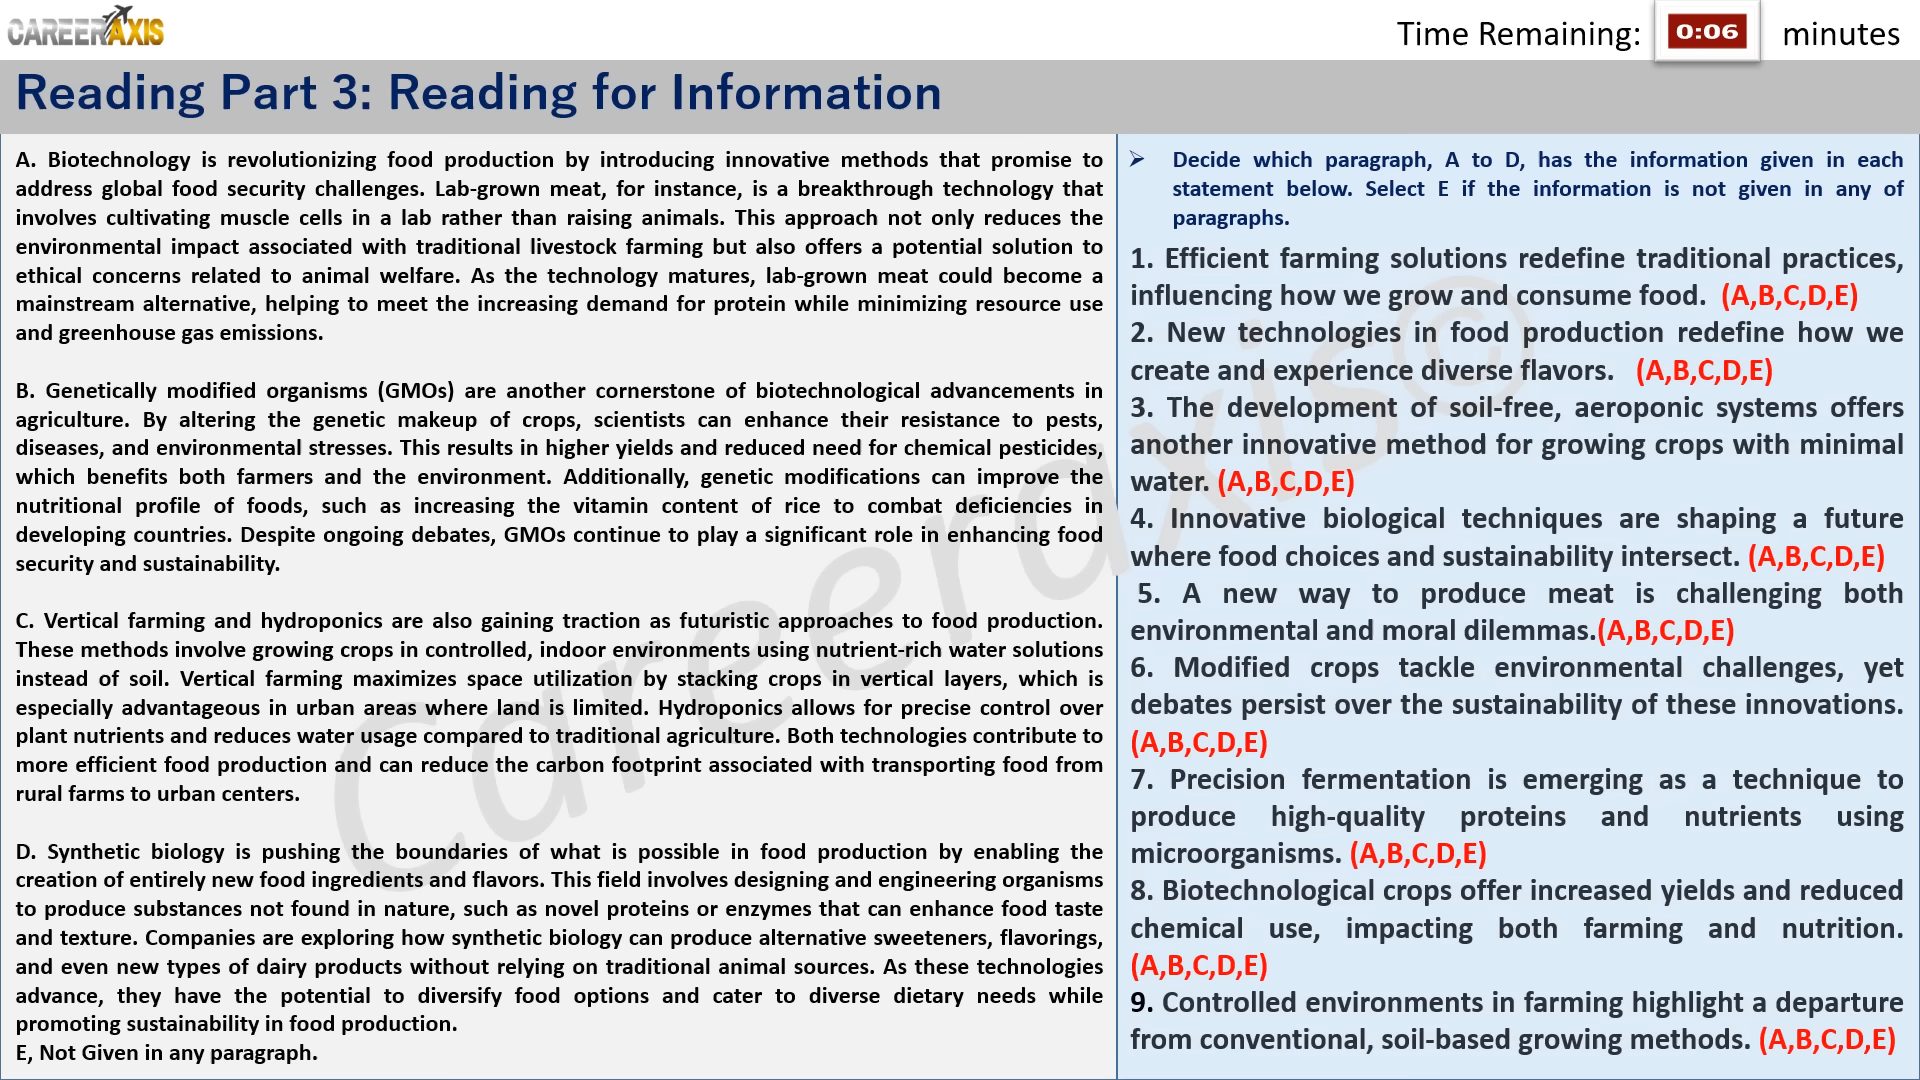 CAREERAXIS
Time Remaining: 0:06 minutes
Reading Part 3: Reading for Information
A. Biotechnology is revolutionizing food production by introducing innovative methods that promise to
address global food security challenges. Lab-grown meat, for instance, is a breakthrough technology that
involves cultivating muscle cells in a lab rather than raising animals. This approach not only reduces the
environmental impact associated with traditional livestock farming but also offers a potential solution to
ethical concerns related to animal welfare. As the technology matures, lab-grown meat could become a
mainstream alternative, helping to meet the increasing demand for protein while minimizing resource use
and greenhouse gas emissions.
B. Genetically modified organisms (GMOs) are another cornerstone of biotechnological advancements in
agriculture. By altering the genetic makeup of crops, scientists can enhance their resistance to pests,
diseases, and environmental stresses. This results in higher yields and reduced need for chemical pesticides,
which benefits both farmers and the environment. Additionally, genetic modifications can improve the
nutritional profile of foods, such as increasing the vitamin content of rice to combat deficiencies in
developing countries. Despite ongoing debates, GMOs continue to play a significant role in enhancing food
security and sustainability.
C. Vertical farming and hydroponics are also gaining traction as futuristic approaches to food production.
These methods involve growing crops in controlled, indoor environments using nutrient-rich water solutions
instead of soil. Vertical farming maximizes space utilization by stacking crops in vertical layers, which is
especially advantageous in urban areas where land is limited. Hydroponics allows for precise control over
plant nutrients and reduces water usage compared to traditional agriculture. Both technologies contribute to
more efficient food production and can reduce the carbon footprint associated with transporting food from
rural farms to urban centers.
D. Synthetic biology is pushing the boundaries of what is possible in food production by enabling the
creation of entirely new food ingredients and flavors. This field involves designing and engineering organisms
to produce substances not found in nature, such as novel proteins or enzymes that can enhance food taste
and texture. Companies are exploring how synthetic biology can produce alternative sweeteners, flavorings,
and even new types of dairy products without relying on traditional animal sources. As these technologies
advance, they have the potential to diversify food options and cater to diverse dietary needs while
promoting sustainability in food production.
E, Not Given in any paragraph.
➢ Decide which paragraph, A to D, has the information given in each
statement below. Select E if the information is not given in any of
paragraphs.
1. Efficient farming solutions redefine traditional practices,
influencing how we grow and consume food. (A,B,C,D,E)
2. New technologies in food production redefine how we
create and experience diverse flavors. (A,B,C,D,E)
3. The development of soil-free, aeroponic systems offers
another innovative method for growing crops with minimal
water. (A,B,C,D,E)
4. Innovative biological techniques are shaping a future
where food choices and sustainability intersect. (A,B,C,D,E)
5. A new way to produce meat is challenging both
environmental and moral dilemmas.(A,B,C,D,E)
6. Modified crops tackle environmental challenges, yet
debates persist over the sustainability of these innovations.
(A,B,C,D,E)
7. Precision fermentation is emerging as a technique to
produce high-quality proteins and nutrients using
microorganisms. (A,B,C,D,E)
8. Biotechnological crops offer increased yields and reduced
chemical use, impacting both farming and nutrition.
(A,B,C,D,E)
9. Controlled environments in farming highlight a departure
from conventional, soil-based growing methods. (A,B,C,D,E)
Careeraxis©